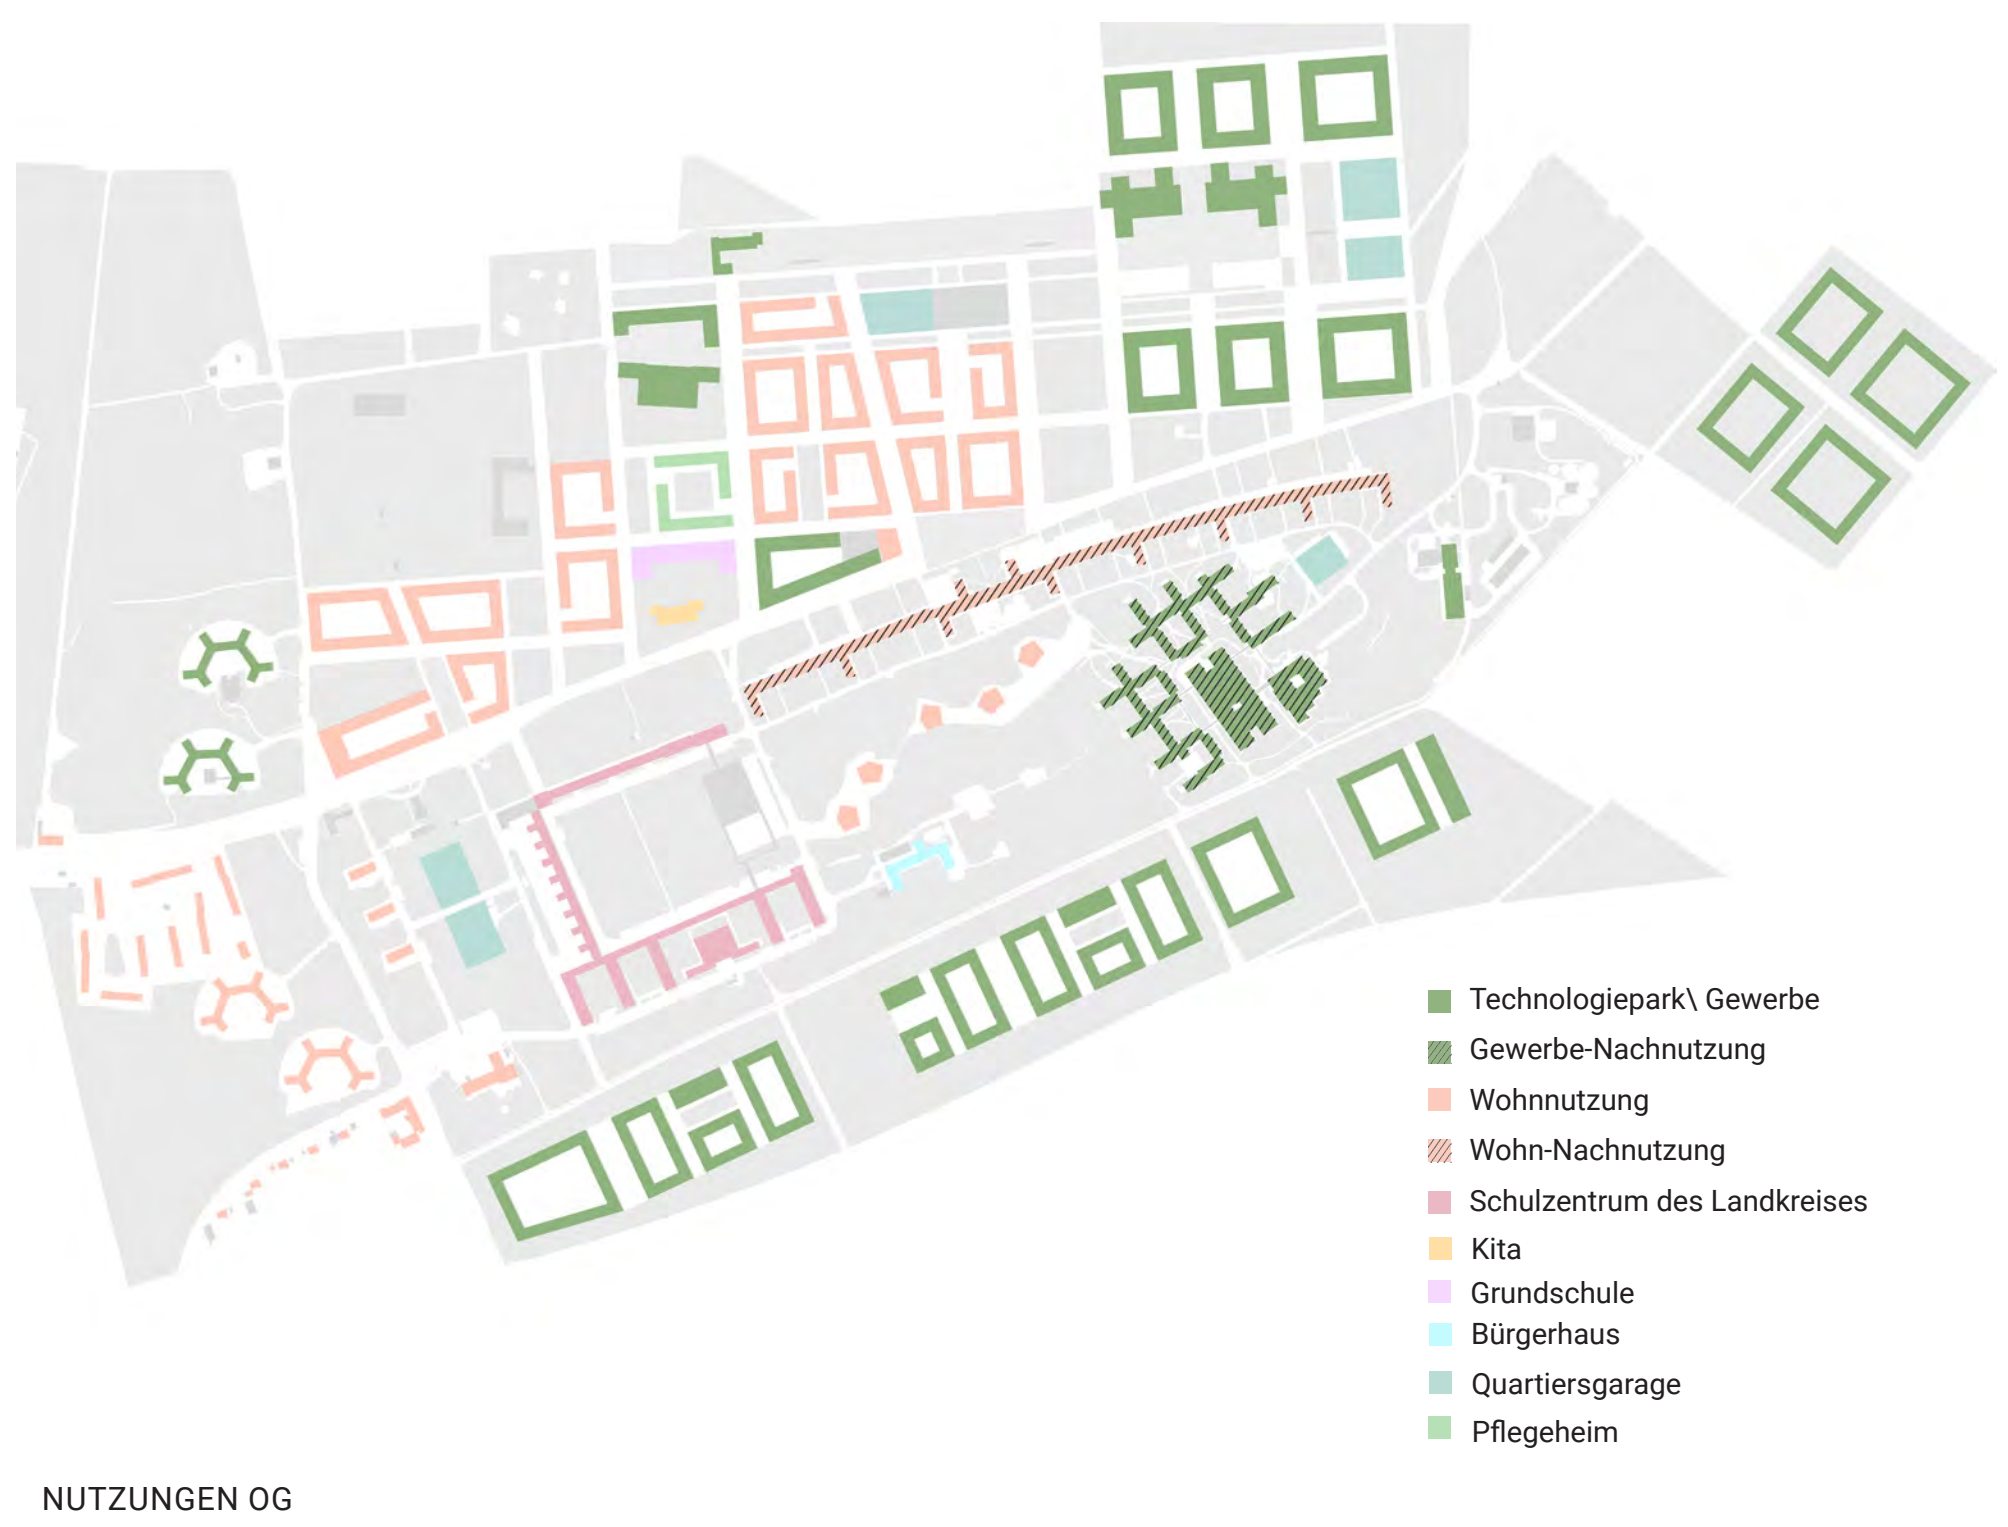 Technologiepark\ Gewerbe
Gewerbe-Nachnutzung
Wohnnutzung
Wohn-Nachnutzung
Schulzentrum des Landkreises
Kita
Grundschule
Bürgerhaus
Quartiersgarage
Pflegeheim
NUTZUNGEN OG